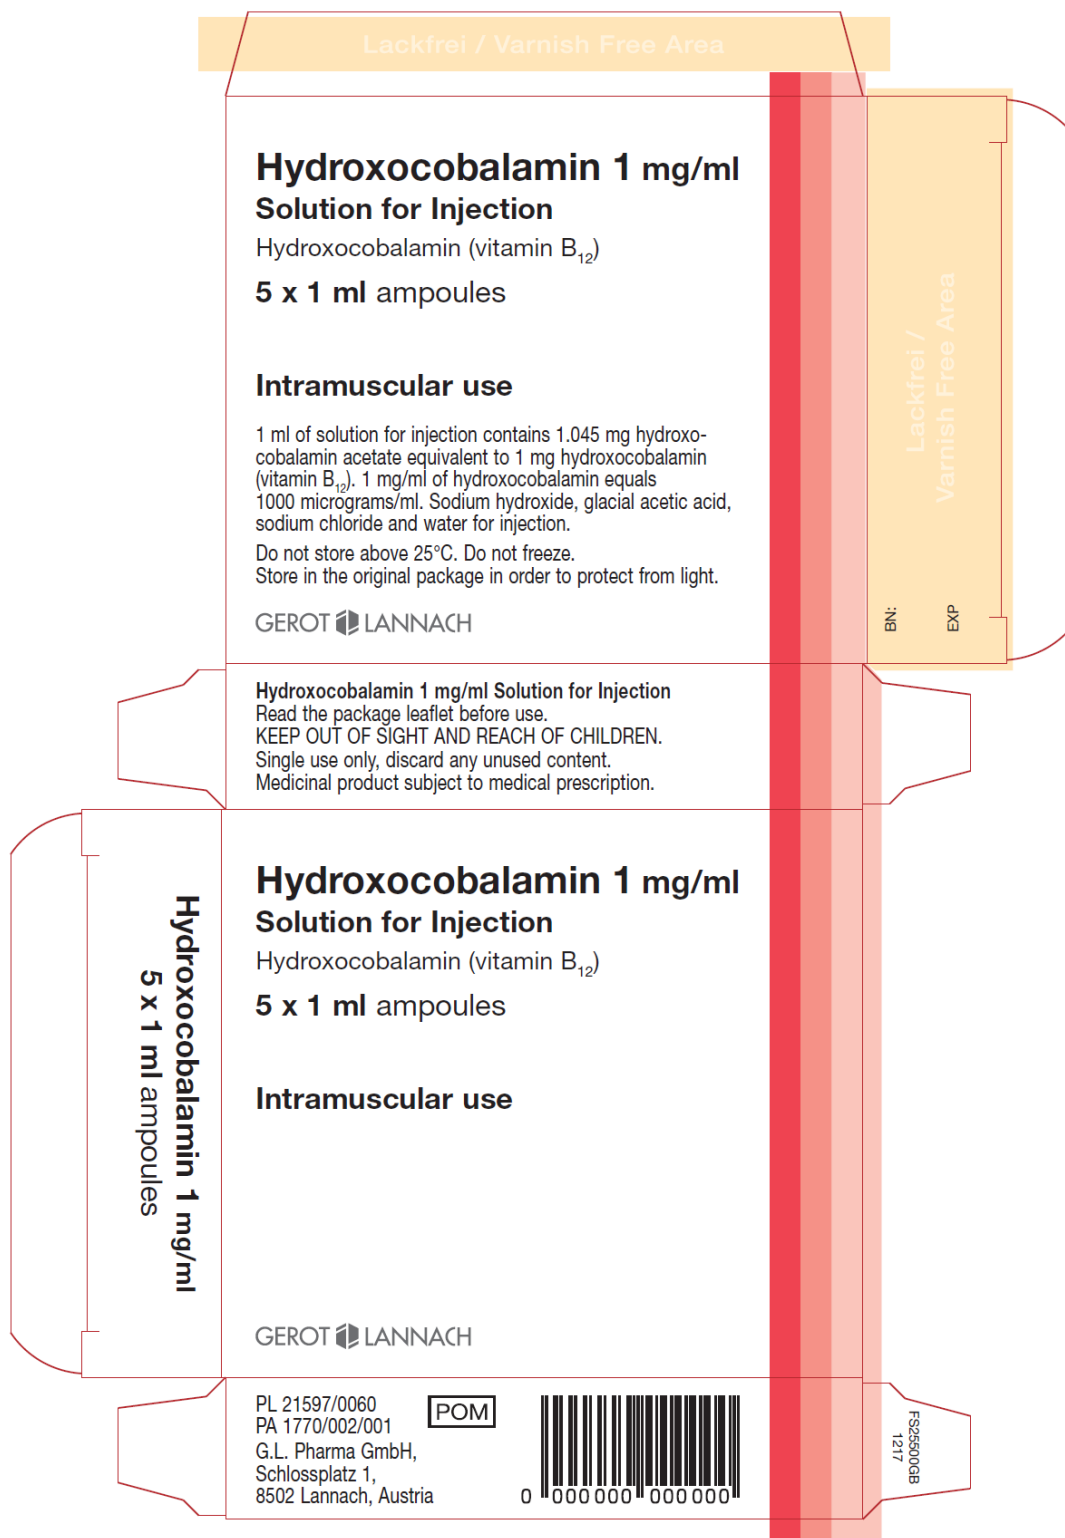 Lackfrei / Varnish Free Area
Hydroxocobalamin 1 mg/ml
Solution for Injection
Hydroxocobalamin (vitamin B12)
5 x 1 ml ampoules
Intramuscular use
1 ml of solution for injection contains 1.045 mg hydroxo-
cobalamin acetate equivalent to 1 mg hydroxocobalamin
(vitamin B12). 1 mg/ml of hydroxocobalamin equals
1000 micrograms/ml. Sodium hydroxide, glacial acetic acid,
sodium chloride and water for injection.
Do not store above 25°C. Do not freeze.
Store in the original package in order to protect from light.
GEROT LANNACH
Lackfrei /
Varnish Free Area
BN:
EXP
Hydroxocobalamin 1 mg/ml Solution for Injection
Read the package leaflet before use.
KEEP OUT OF SIGHT AND REACH OF CHILDREN.
Single use only, discard any unused content.
Medicinal product subject to medical prescription.
Hydroxocobalamin 1 mg/ml
5 x 1 ml ampoules
Hydroxocobalamin 1 mg/ml
Solution for Injection
Hydroxocobalamin (vitamin B12)
5 x 1 ml ampoules
Intramuscular use
GEROT LANNACH
PL 21597/0060
PA 1770/002/001
G.L. Pharma GmbH,
Schlossplatz 1,
8502 Lannach, Austria
POM
0 000000 000000
FS25500GB
1217